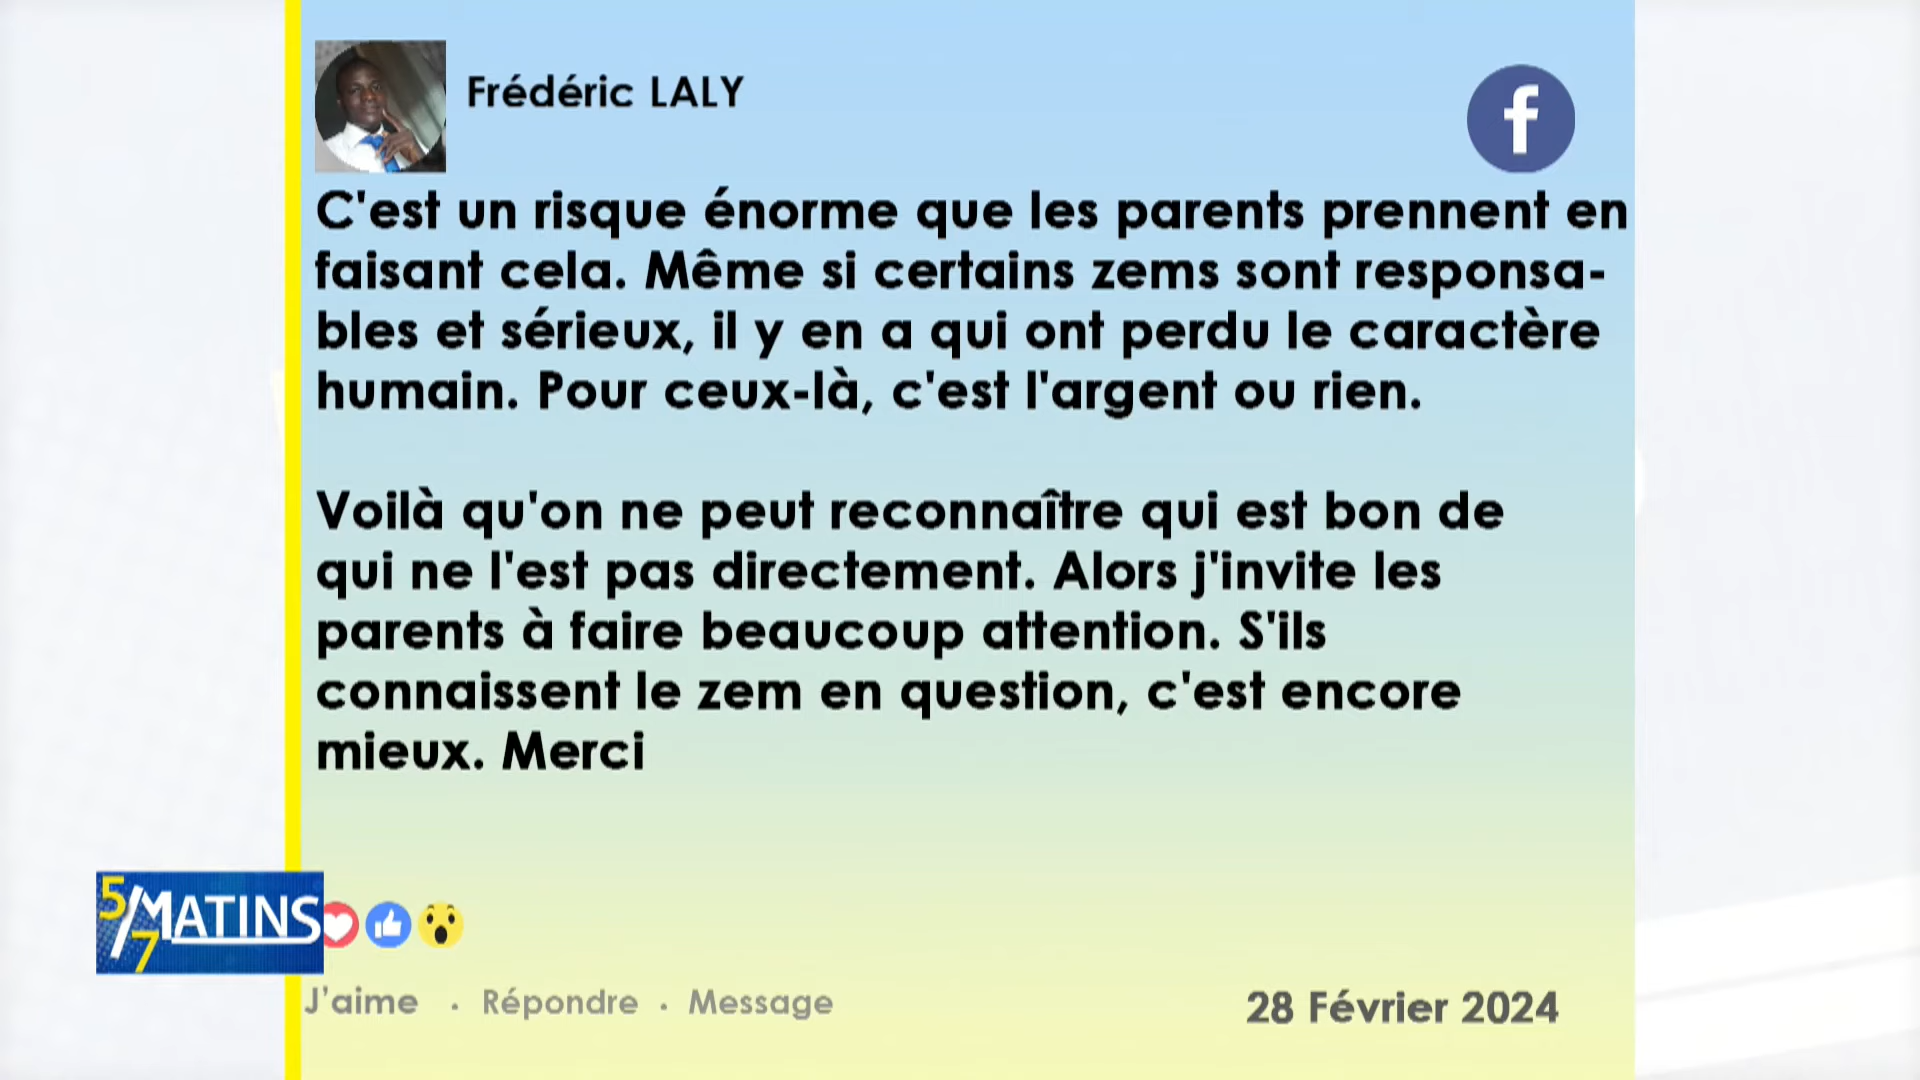 Frédéric LALY
f
C'est un risque énorme que les parents prennent en
faisant cela. Même si certains zems sont responsa-
bles et sérieux, il y en a qui ont perdu le caractère
humain. Pour ceux-là, c'est l'argent ou rien.
Voilà qu'on ne peut reconnaître qui est bon de
qui ne l'est pas directement. Alors j'invite les
parents à faire beaucoup attention. S'ils
connaissent le zem en question, c'est encore
mieux. Merci
5/7 MATINS
J'aime . Répondre . Message
28 Février 2024